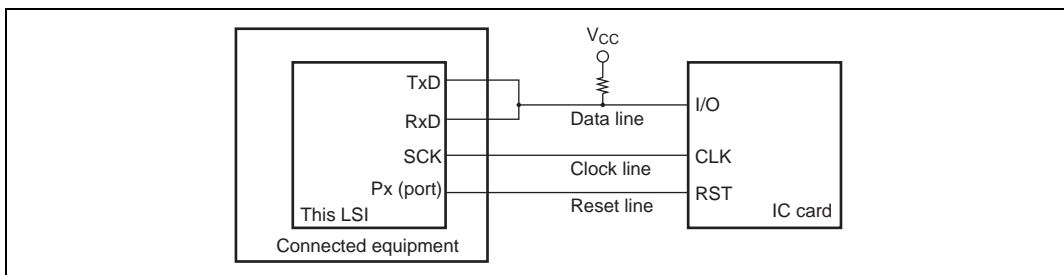 VCC
TxD
RxD
SCK
Px (port)
This LSI
Connected equipment
Data line
Clock line
Reset line
I/O
CLK
RST
IC card